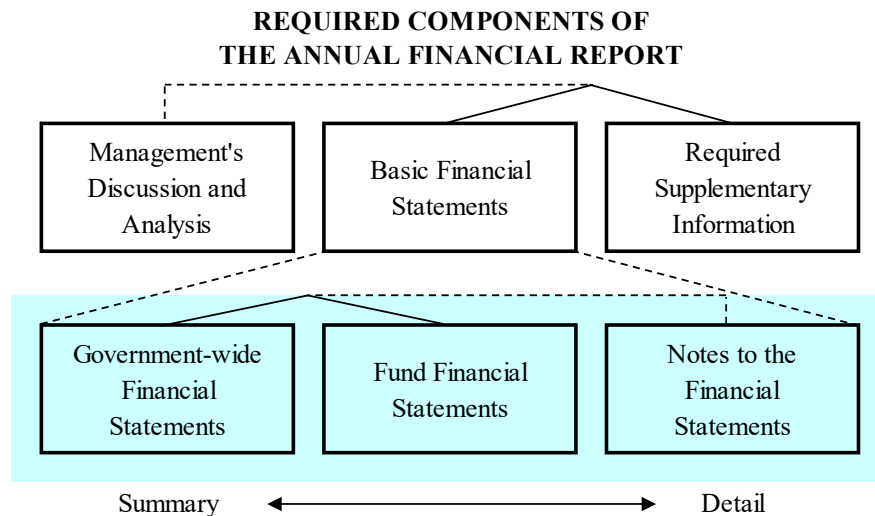 REQUIRED COMPONENTS OF
THE ANNUAL FINANCIAL REPORT
Management's
Discussion and
Analysis
Basic Financial
Statements
Required
Supplementary
Information
Government-wide
Financial
Statements
Fund Financial
Statements
Notes to the
Financial
Statements
Summary
Detail